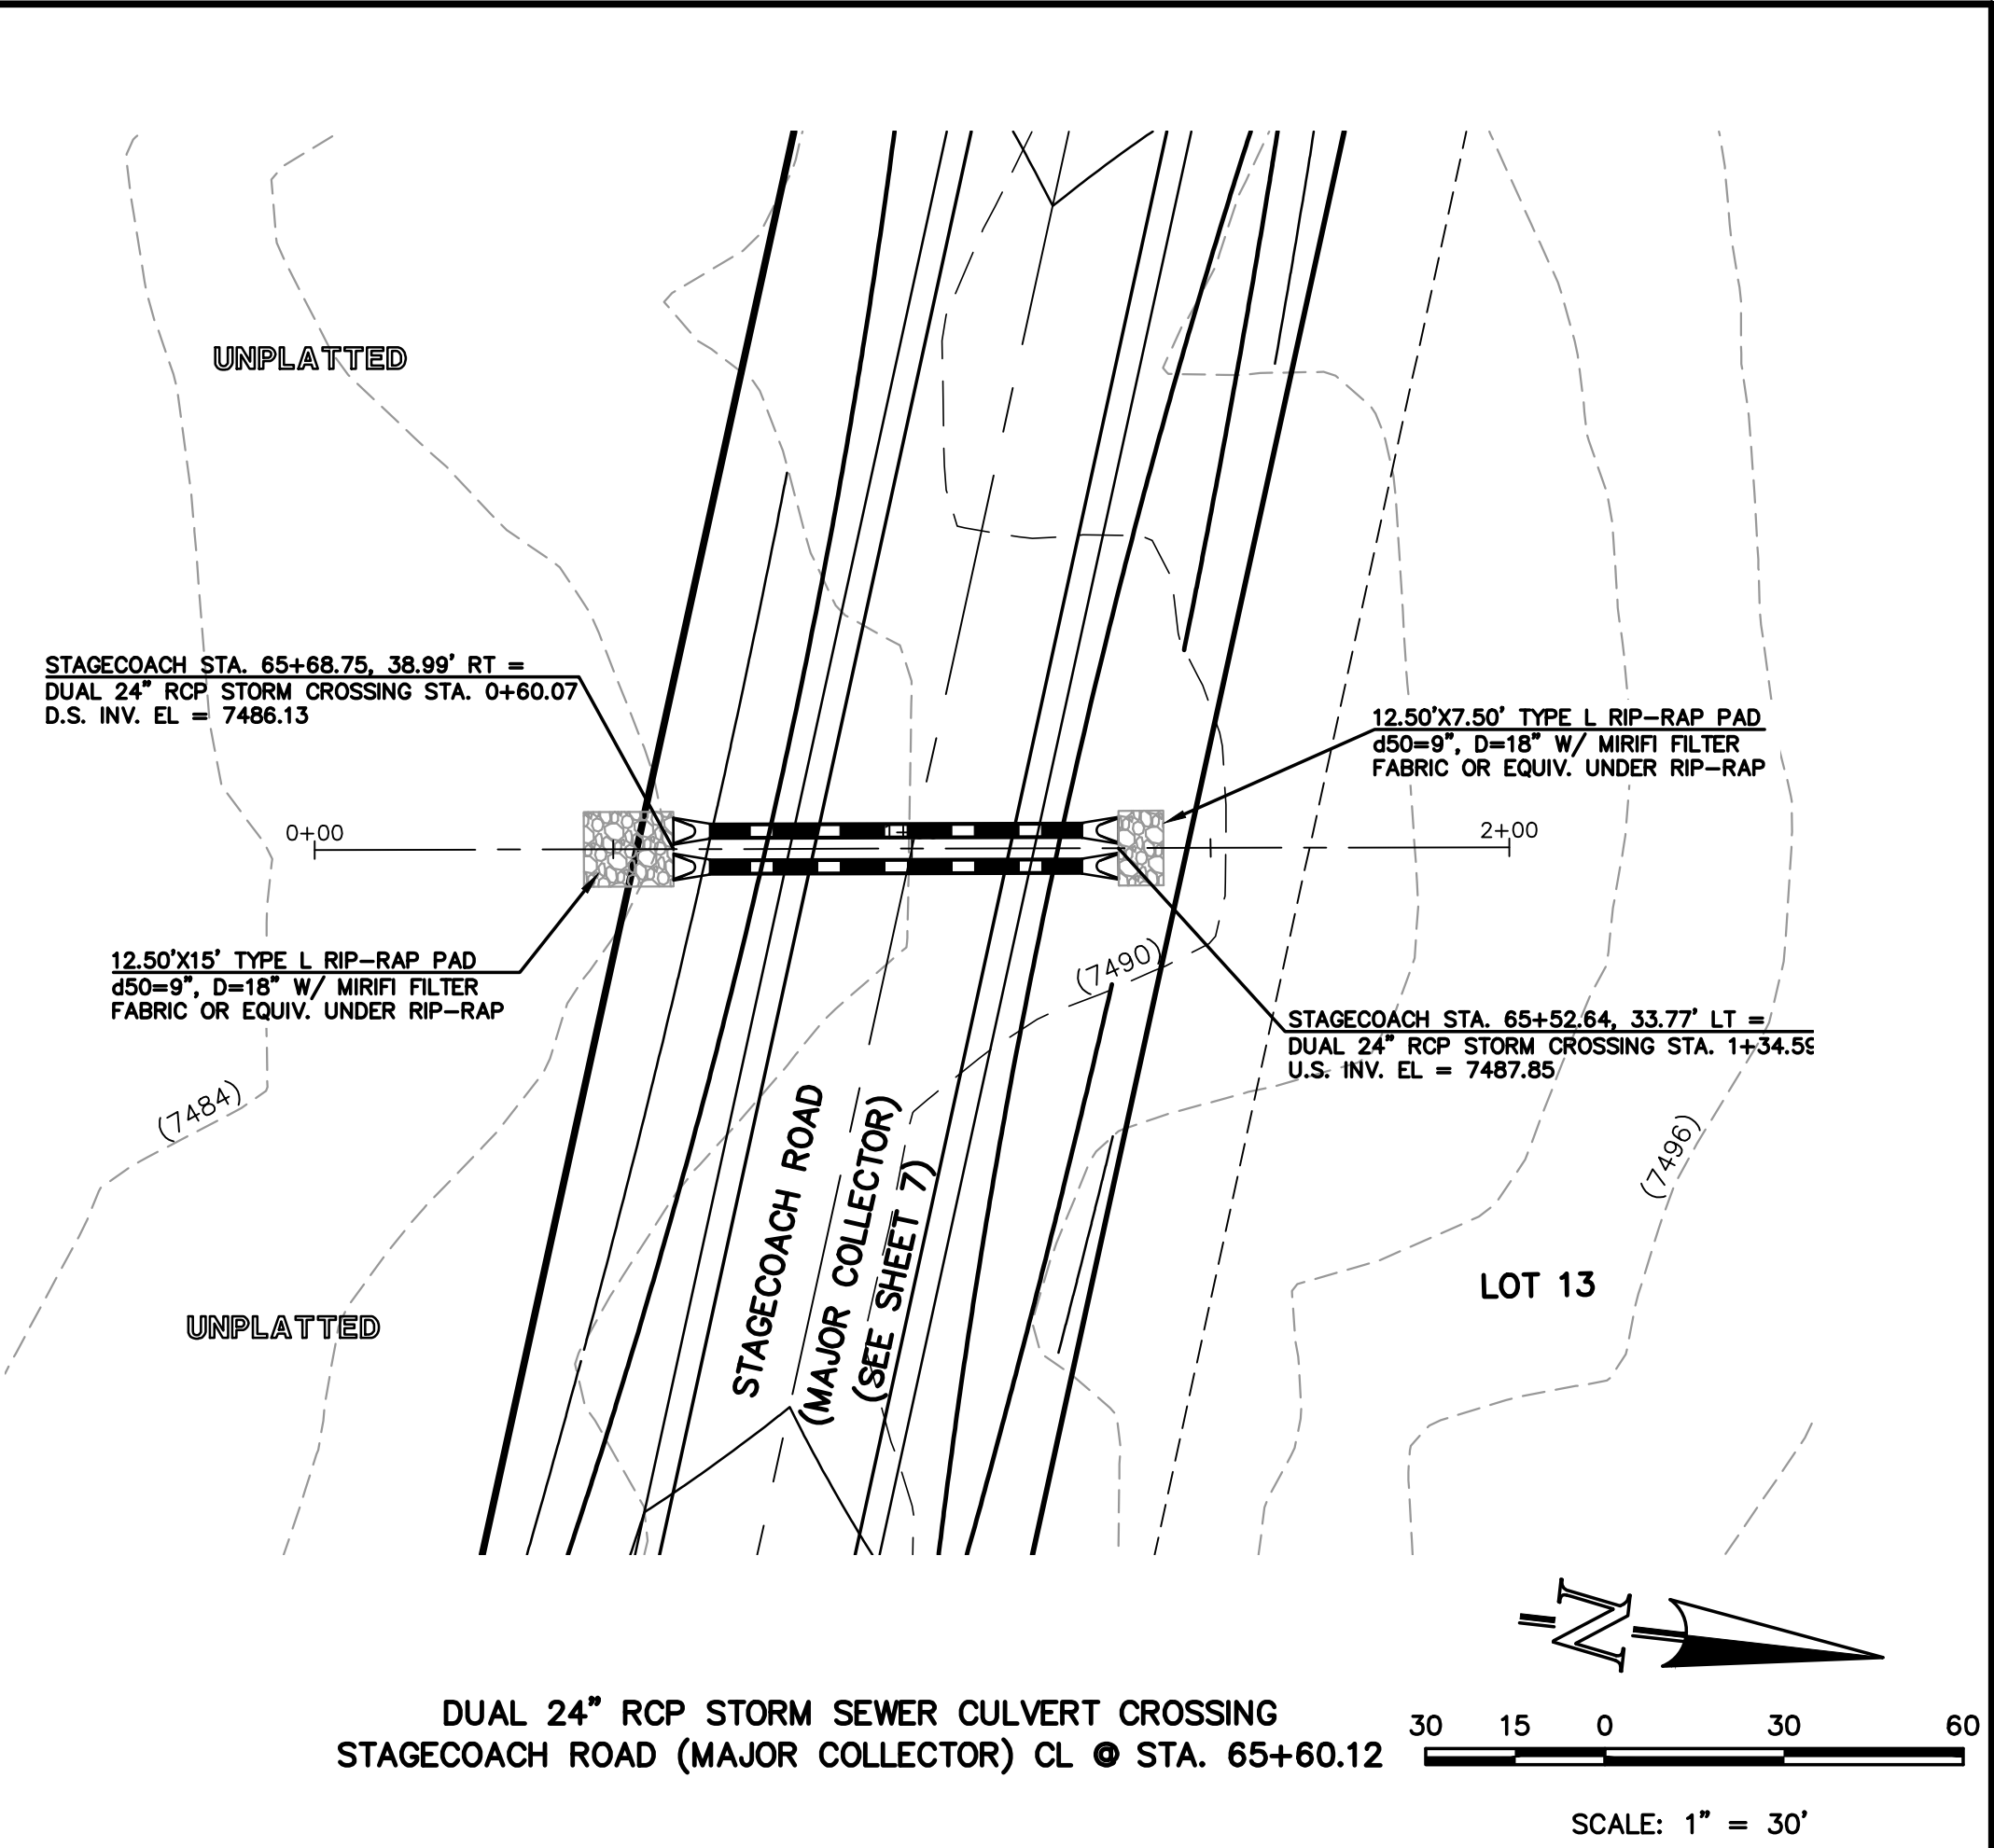 UNPLATTED
STAGECOACH STA. 65+68.75, 38.99' RT =
DUAL 24" RCP STORM CROSSING STA. 0+60.07
D.S. INV. EL = 7486.13
12.50'X7.50' TYPE L RIP-RAP PAD
d50=9", D=18" W/ MIRIFI FILTER
FABRIC OR EQUIV. UNDER RIP-RAP
0+00
2+00
12.50'X15' TYPE L RIP-RAP PAD
d50=9", D=18" W/ MIRIFI FILTER
FABRIC OR EQUIV. UNDER RIP-RAP
(7490)
STAGECOACH STA. 65+52.64, 33.77' LT =
DUAL 24" RCP STORM CROSSING STA. 1+34.59
U.S. INV. EL = 7487.85
(7484)
(7496)
STAGECOACH ROAD
(MAJOR COLLECTOR)
(SEE SHEET 7)
LOT 13
UNPLATTED
N
DUAL 24" RCP STORM SEWER CULVERT CROSSING
STAGECOACH ROAD (MAJOR COLLECTOR) CL @ STA. 65+60.12
30 15 0 30 60
SCALE: 1" = 30'